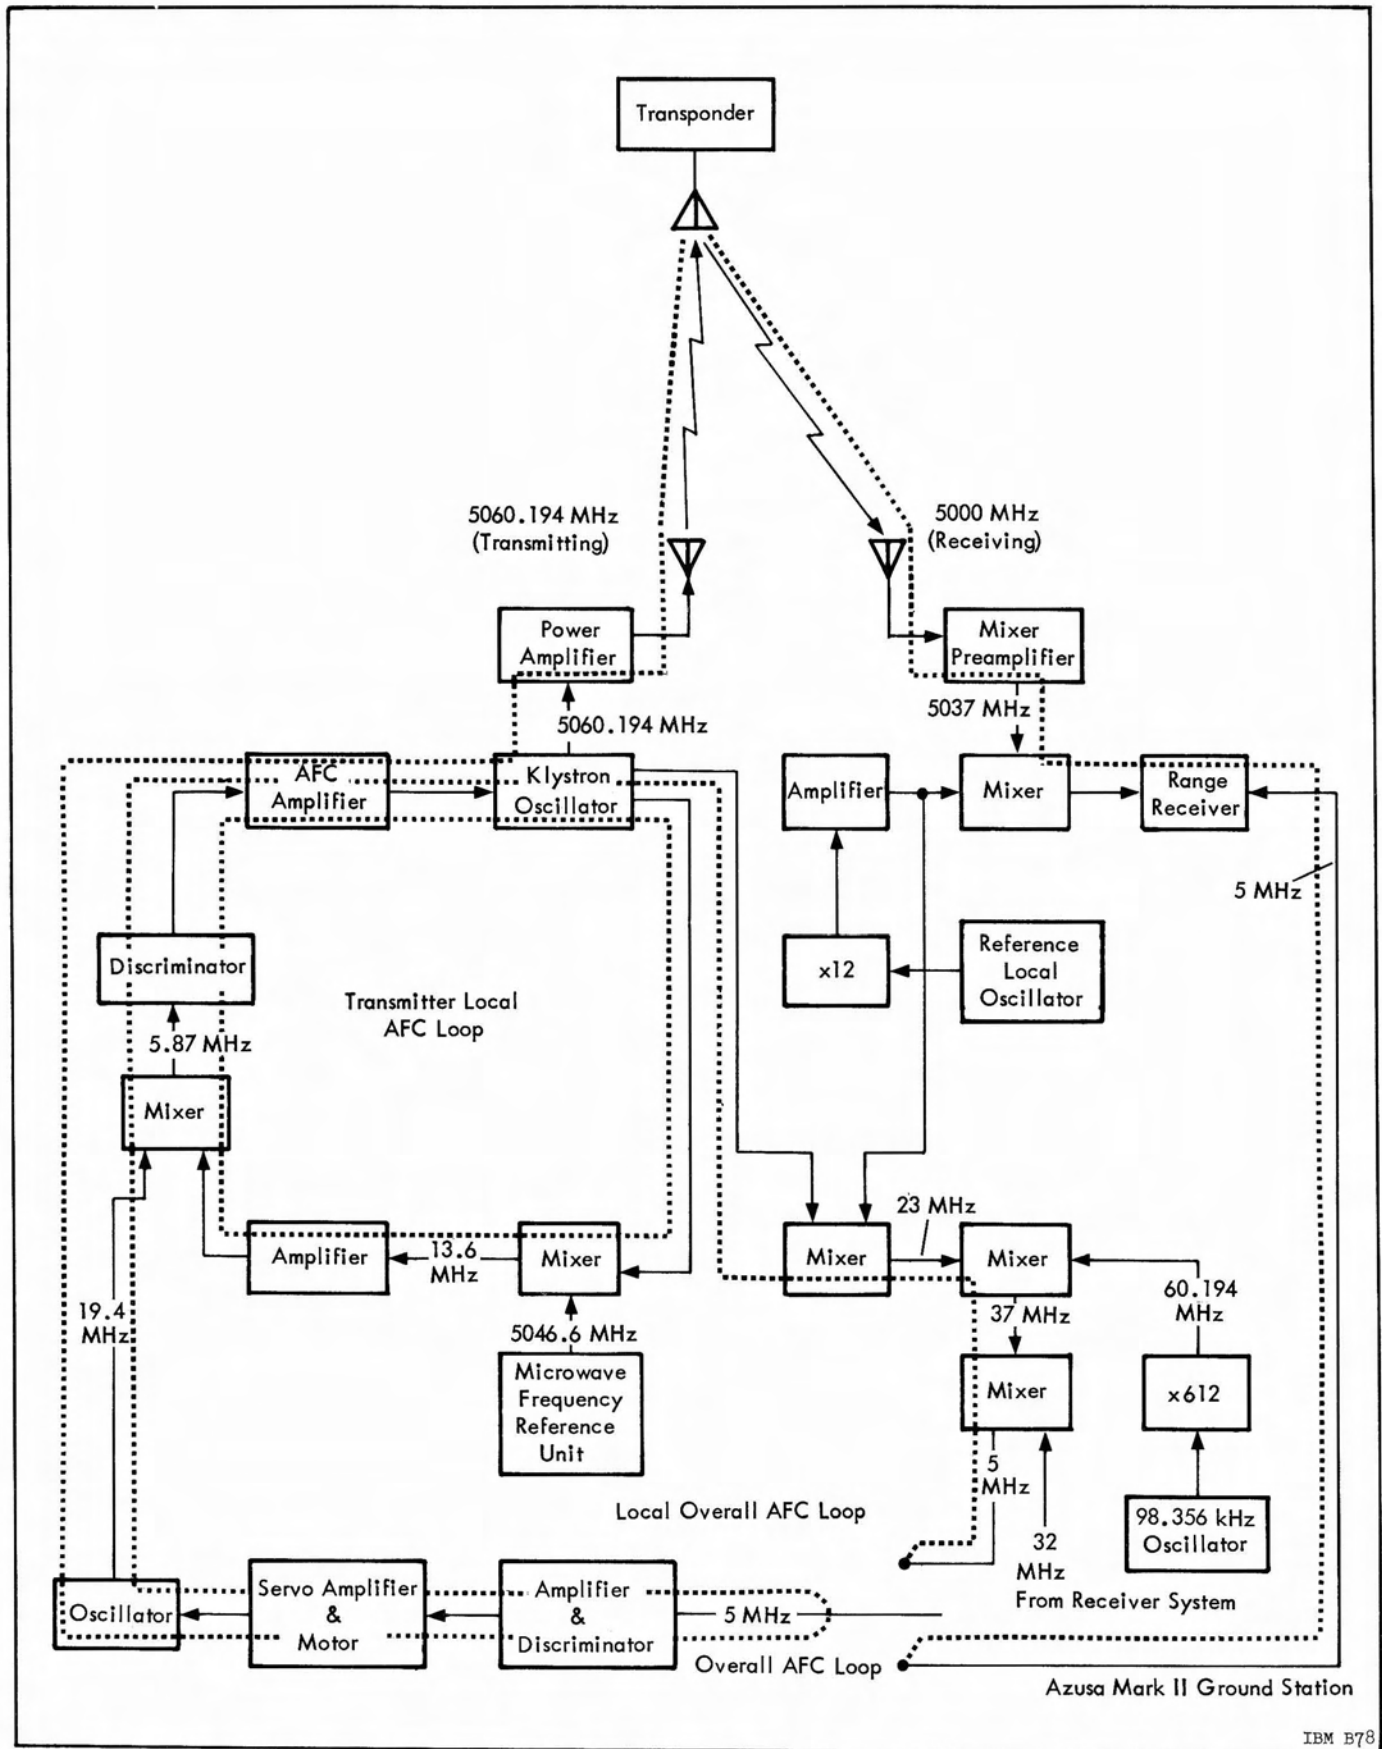 Transponder
5060.194 MHz
(Transmitting)
5000 MHz
(Receiving)
Power
Amplifier
Mixer
Preamplifier
5060.194 MHz
5037 MHz
AFC
Amplifier
Klystron
Oscillator
Amplifier
Mixer
Range
Receiver
5 MHz
Discriminator
Transmitter Local
AFC Loop
x12
Reference
Local
Oscillator
5.87 MHz
Mixer
23 MHz
Amplifier
13.6
MHz
Mixer
Mixer
Mixer
19.4
MHz
5046.6 MHz
37 MHz
60.194
MHz
Microwave
Frequency
Reference
Unit
Mixer
x612
5
MHz
Local Overall AFC Loop
32
MHz
98.356 kHz
Oscillator
From Receiver System
Oscillator
Servo Amplifier
&
Motor
Amplifier
&
Discriminator
5 MHz
Overall AFC Loop
Azusa Mark II Ground Station
IBM B78